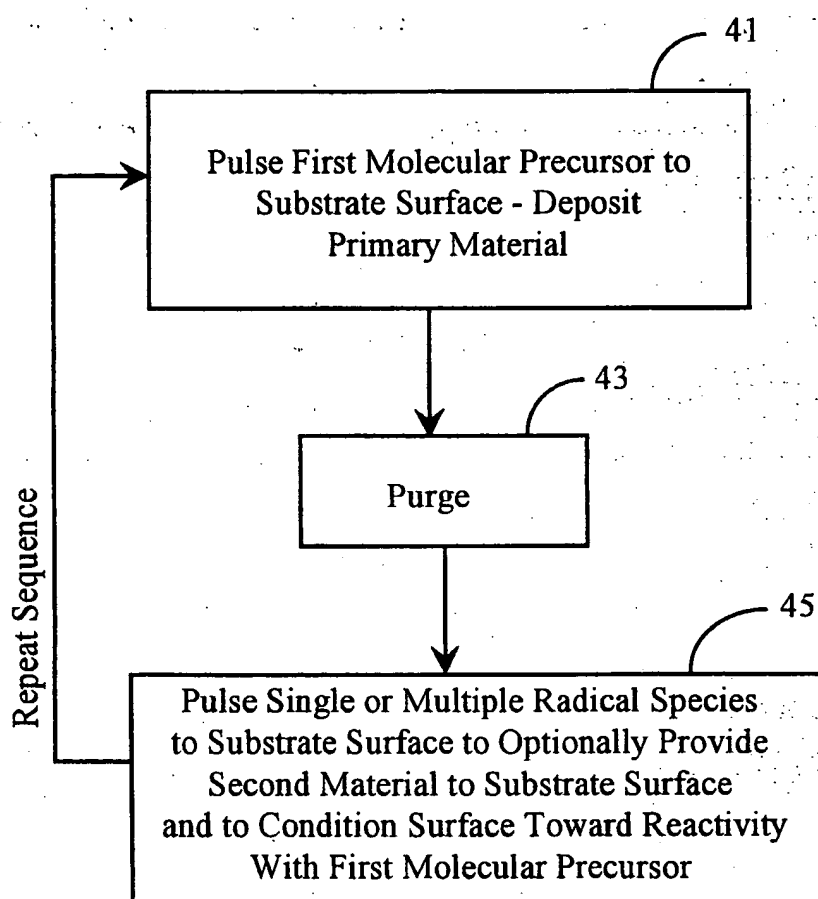 41
Pulse First Molecular Precursor to
Substrate Surface - Deposit
Primary Material
43
Purge
Repeat Sequence
45
Pulse Single or Multiple Radical Species
to Substrate Surface to Optionally Provide
Second Material to Substrate Surface
and to Condition Surface Toward Reactivity
With First Molecular Precursor